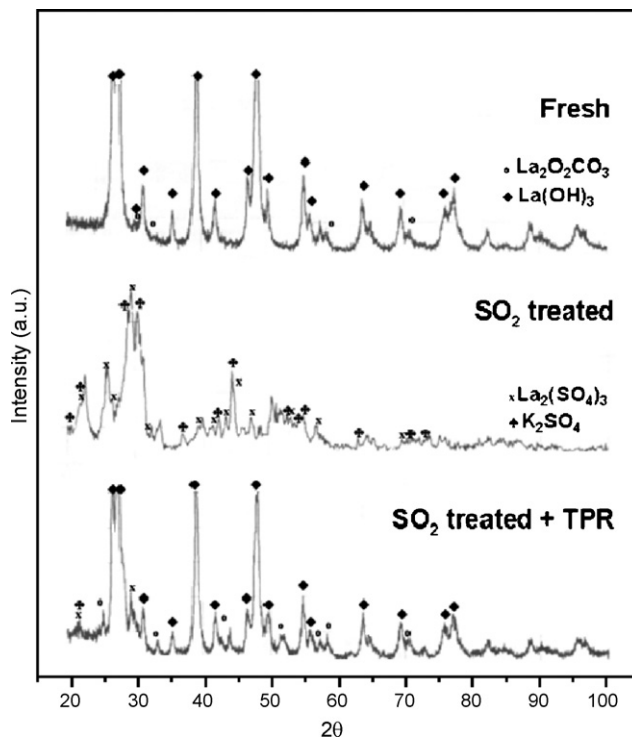 Fresh
La₂O₂CO₃
La(OH)₃
SO₂ treated
La₂(SO₄)₃
K₂SO₄
SO₂ treated + TPR
Intensity (a.u.)
20 30 40 50 60 70 80 90 100
2θ